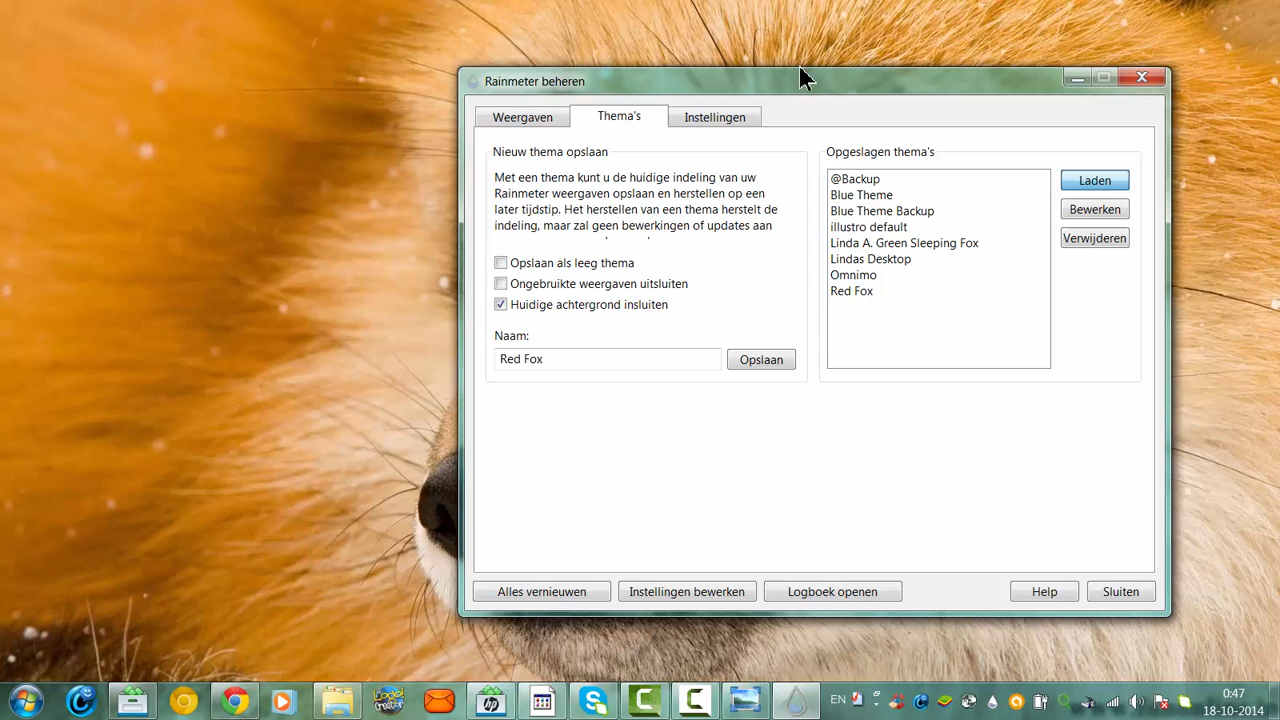 Rainmeter beheren
Weergaven
Thema's
Instellingen
Nieuw thema opslaan
Met een thema kunt u de huidige indeling van uw
Rainmeter weergaven opslaan en herstellen op een
later tijdstip. Het herstellen van een thema herstelt de
indeling, maar zal geen bewerkingen of updates aan
Opslaan als leeg thema
Ongebruikte weergaven uitsluiten
Huidige achtergrond insluiten
Naam:
Red Fox
Opslaan
Opgeslagen thema's
@Backup
Blue Theme
Blue Theme Backup
illustro default
Linda A. Green Sleeping Fox
Lindas Desktop
Omnimo
Red Fox
Laden
Bewerken
Verwijderen
Alles vernieuwen
Instellingen bewerken
Logboek openen
Help
Sluiten
EN
0:47
18-10-2014